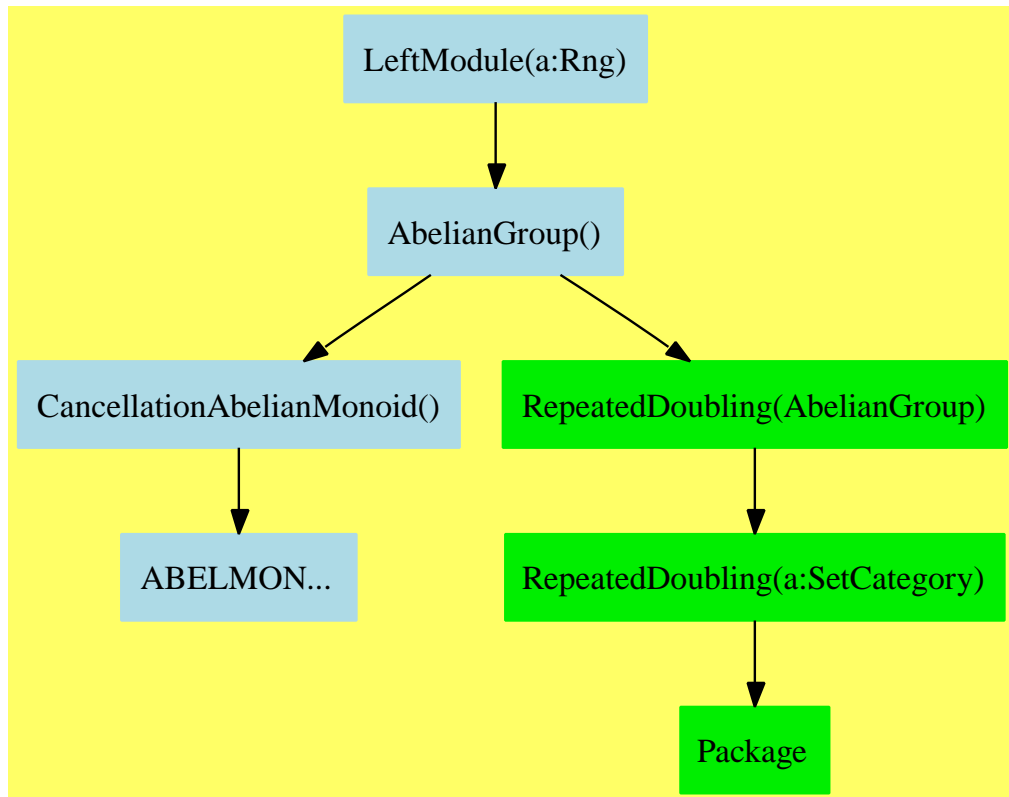 LeftModule(a:Rng)
AbelianGroup()
CancellationAbelianMonoid()
RepeatedDoubling(AbelianGroup)
ABELMON...
RepeatedDoubling(a:SetCategory)
Package